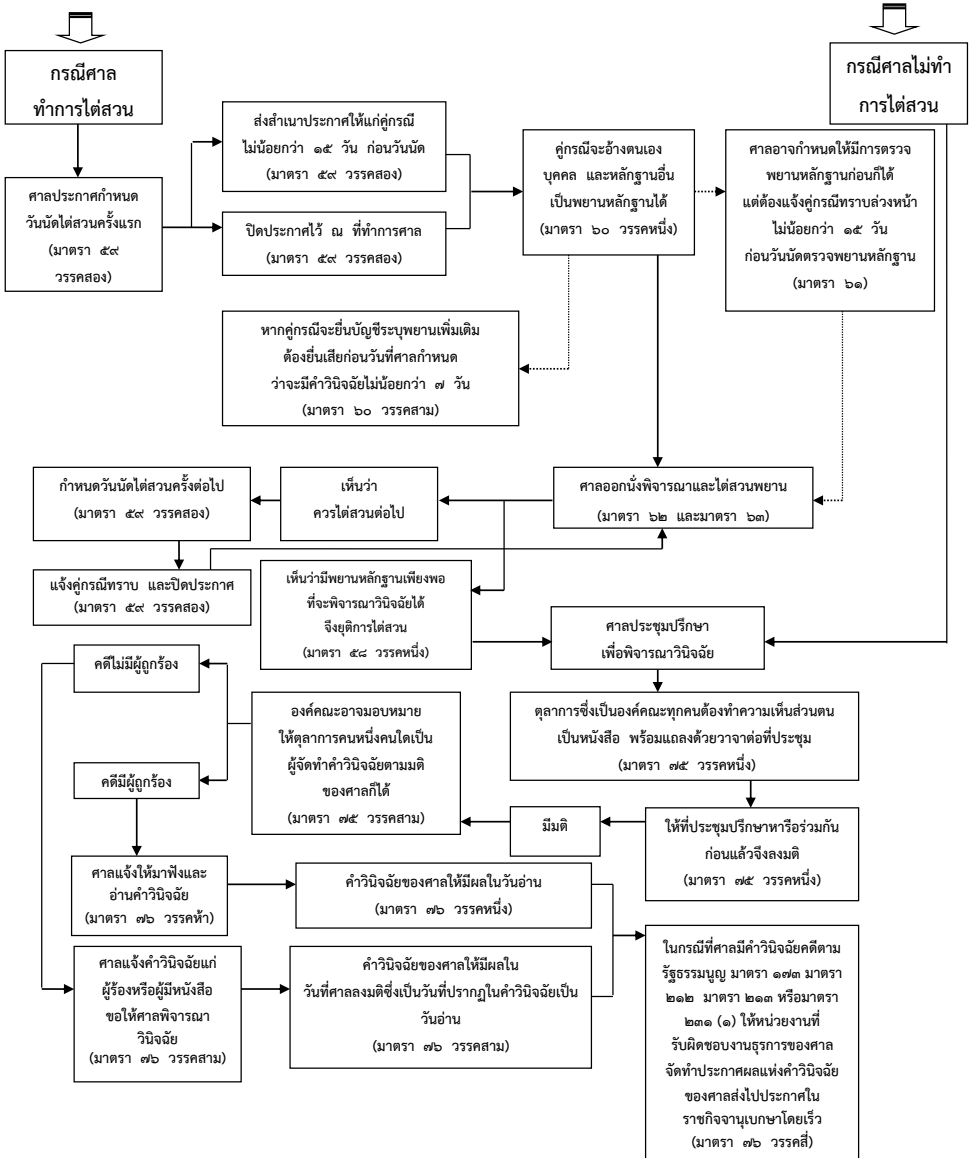 กรณีศาล
ทำการไต่สวน
กรณีศาลไม่ทำ
การไต่สวน
ส่งสำเนาประกาศให้แก่คู่กรณี
ไม่น้อยกว่า ๑๕ วัน ก่อนวันนัด
(มาตรา ๕๙ วรรคสอง)
คู่กรณีจะอ้างตนเอง
บุคคล และหลักฐานอื่น
เป็นพยานหลักฐานได้
(มาตรา ๖๐ วรรคหนึ่ง)
ศาลอาจกำหนดให้มีการตรวจ
พยานหลักฐานก่อนก็ได้
แต่ต้องแจ้งคู่กรณีทราบล่วงหน้า
ไม่น้อยกว่า ๑๕ วัน
ก่อนวันนัดตรวจพยานหลักฐาน
(มาตรา ๖๑)
ศาลประกาศกำหนด
วันนัดไต่สวนครั้งแรก
(มาตรา ๕๙
วรรคสอง)
ปิดประกาศไว้ ณ ที่ทำการศาล
(มาตรา ๕๙ วรรคสอง)
หากคู่กรณีจะยื่นบัญชีระบุพยานเพิ่มเติม
ต้องยื่นเสียก่อนวันที่ศาลกำหนด
ว่าจะมีคำวินิจฉัยไม่น้อยกว่า ๗ วัน
(มาตรา ๖๐ วรรคสาม)
กำหนดวันนัดไต่สวนครั้งต่อไป
(มาตรา ๕๙ วรรคสอง)
เห็นว่า
ควรไต่สวนต่อไป
ศาลออกนั่งพิจารณาและไต่สวนพยาน
(มาตรา ๖๒ และมาตรา ๖๓)
แจ้งคู่กรณีทราบ และปิดประกาศ
(มาตรา ๕๙ วรรคสอง)
เห็นว่ามีพยานหลักฐานเพียงพอ
ที่จะพิจารณาวินิจฉัยได้
จึงยุติการไต่สวน
(มาตรา ๕๘ วรรคหนึ่ง)
ศาลประชุมปรึกษา
เพื่อพิจารณาวินิจฉัย
คดีไม่มีผู้ถูกร้อง
องค์คณะอาจมอบหมาย
ให้ตุลาการคนหนึ่งคนใดเป็น
ผู้จัดทำคำวินิจฉัยตามมติ
ของศาลก็ได้
(มาตรา ๗๕ วรรคสาม)
ตุลาการซึ่งเป็นองค์คณะทุกคนต้องทำความเห็นส่วนตน
เป็นหนังสือ พร้อมแถลงด้วยวาจาต่อที่ประชุม
(มาตรา ๗๕ วรรคหนึ่ง)
คดีมีผู้ถูกร้อง
มีมติ
ให้ที่ประชุมปรึกษาหารือร่วมกัน
ก่อนแล้วจึงลงมติ
(มาตรา ๗๕ วรรคหนึ่ง)
ศาลแจ้งให้มาฟังและ
อ่านคำวินิจฉัย
(มาตรา ๗๖ วรรคห้า)
คำวินิจฉัยของศาลให้มีผลในวันอ่าน
(มาตรา ๗๖ วรรคหนึ่ง)
ศาลแจ้งคำวินิจฉัยแก่
ผู้ร้องหรือผู้มีหนังสือ
ขอให้ศาลพิจารณา
วินิจฉัย
(มาตรา ๗๖ วรรคสาม)
คำวินิจฉัยของศาลให้มีผลใน
วันที่ศาลลงมติซึ่งเป็นวันที่ปรากฏในคำวินิจฉัยเป็น
วันอ่าน
(มาตรา ๗๖ วรรคสาม)
ในกรณีที่ศาลมีคำวินิจฉัยคดีตาม
รัฐธรรมนูญ มาตรา ๑๗๓ มาตรา
๒๑๒ มาตรา ๒๑๓ หรือมาตรา
๒๓๑ (๑) ให้หน่วยงานที่
รับผิดชอบงานธุรการของศาล
จัดทำประกาศผลแห่งคำวินิจฉัย
ของศาลส่งไปประกาศใน
ราชกิจจานุเบกษาโดยเร็ว
(มาตรา ๗๖ วรรคสี่)